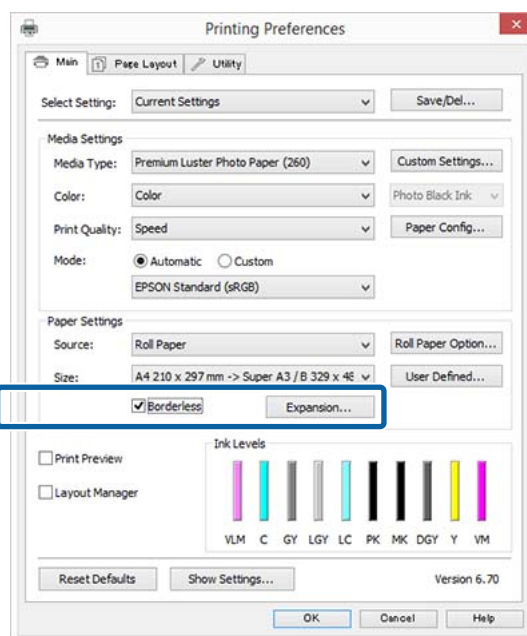 Printing Preferences
Main Page Layout Utility
Select Setting: Current Settings Save/Del...
Media Settings
Media Type: Premium Luster Photo Paper (260) Custom Settings...
Color: Color Photo Black Ink
Print Quality: Speed Paper Config...
Mode: Automatic Custom
EPSON Standard (sRGB)
Paper Settings
Source: Roll Paper Roll Paper Option...
Size: A4 210 x 297 mm -> Super A3 / B 329 x 48 User Defined...
Borderless Expansion...
Print Preview
Layout Manager
Ink Levels
VLM C GY LGY LC PK MK DGY Y VM
Reset Defaults Show Settings... Version 6.70
OK Cancel Help